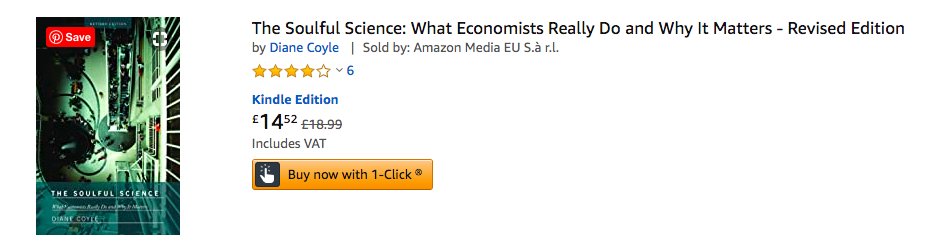 REVISED EDITION
Save
THE SOULFUL SCIENCE
What Economists Really Do and Why It Matters
DIANE COYLE
The Soulful Science: What Economists Really Do and Why It Matters - Revised Edition
by Diane Coyle | Sold by: Amazon Media EU S.à r.l.
6
Kindle Edition
£14⁵² £18.99
Includes VAT
Buy now with 1-Click ®